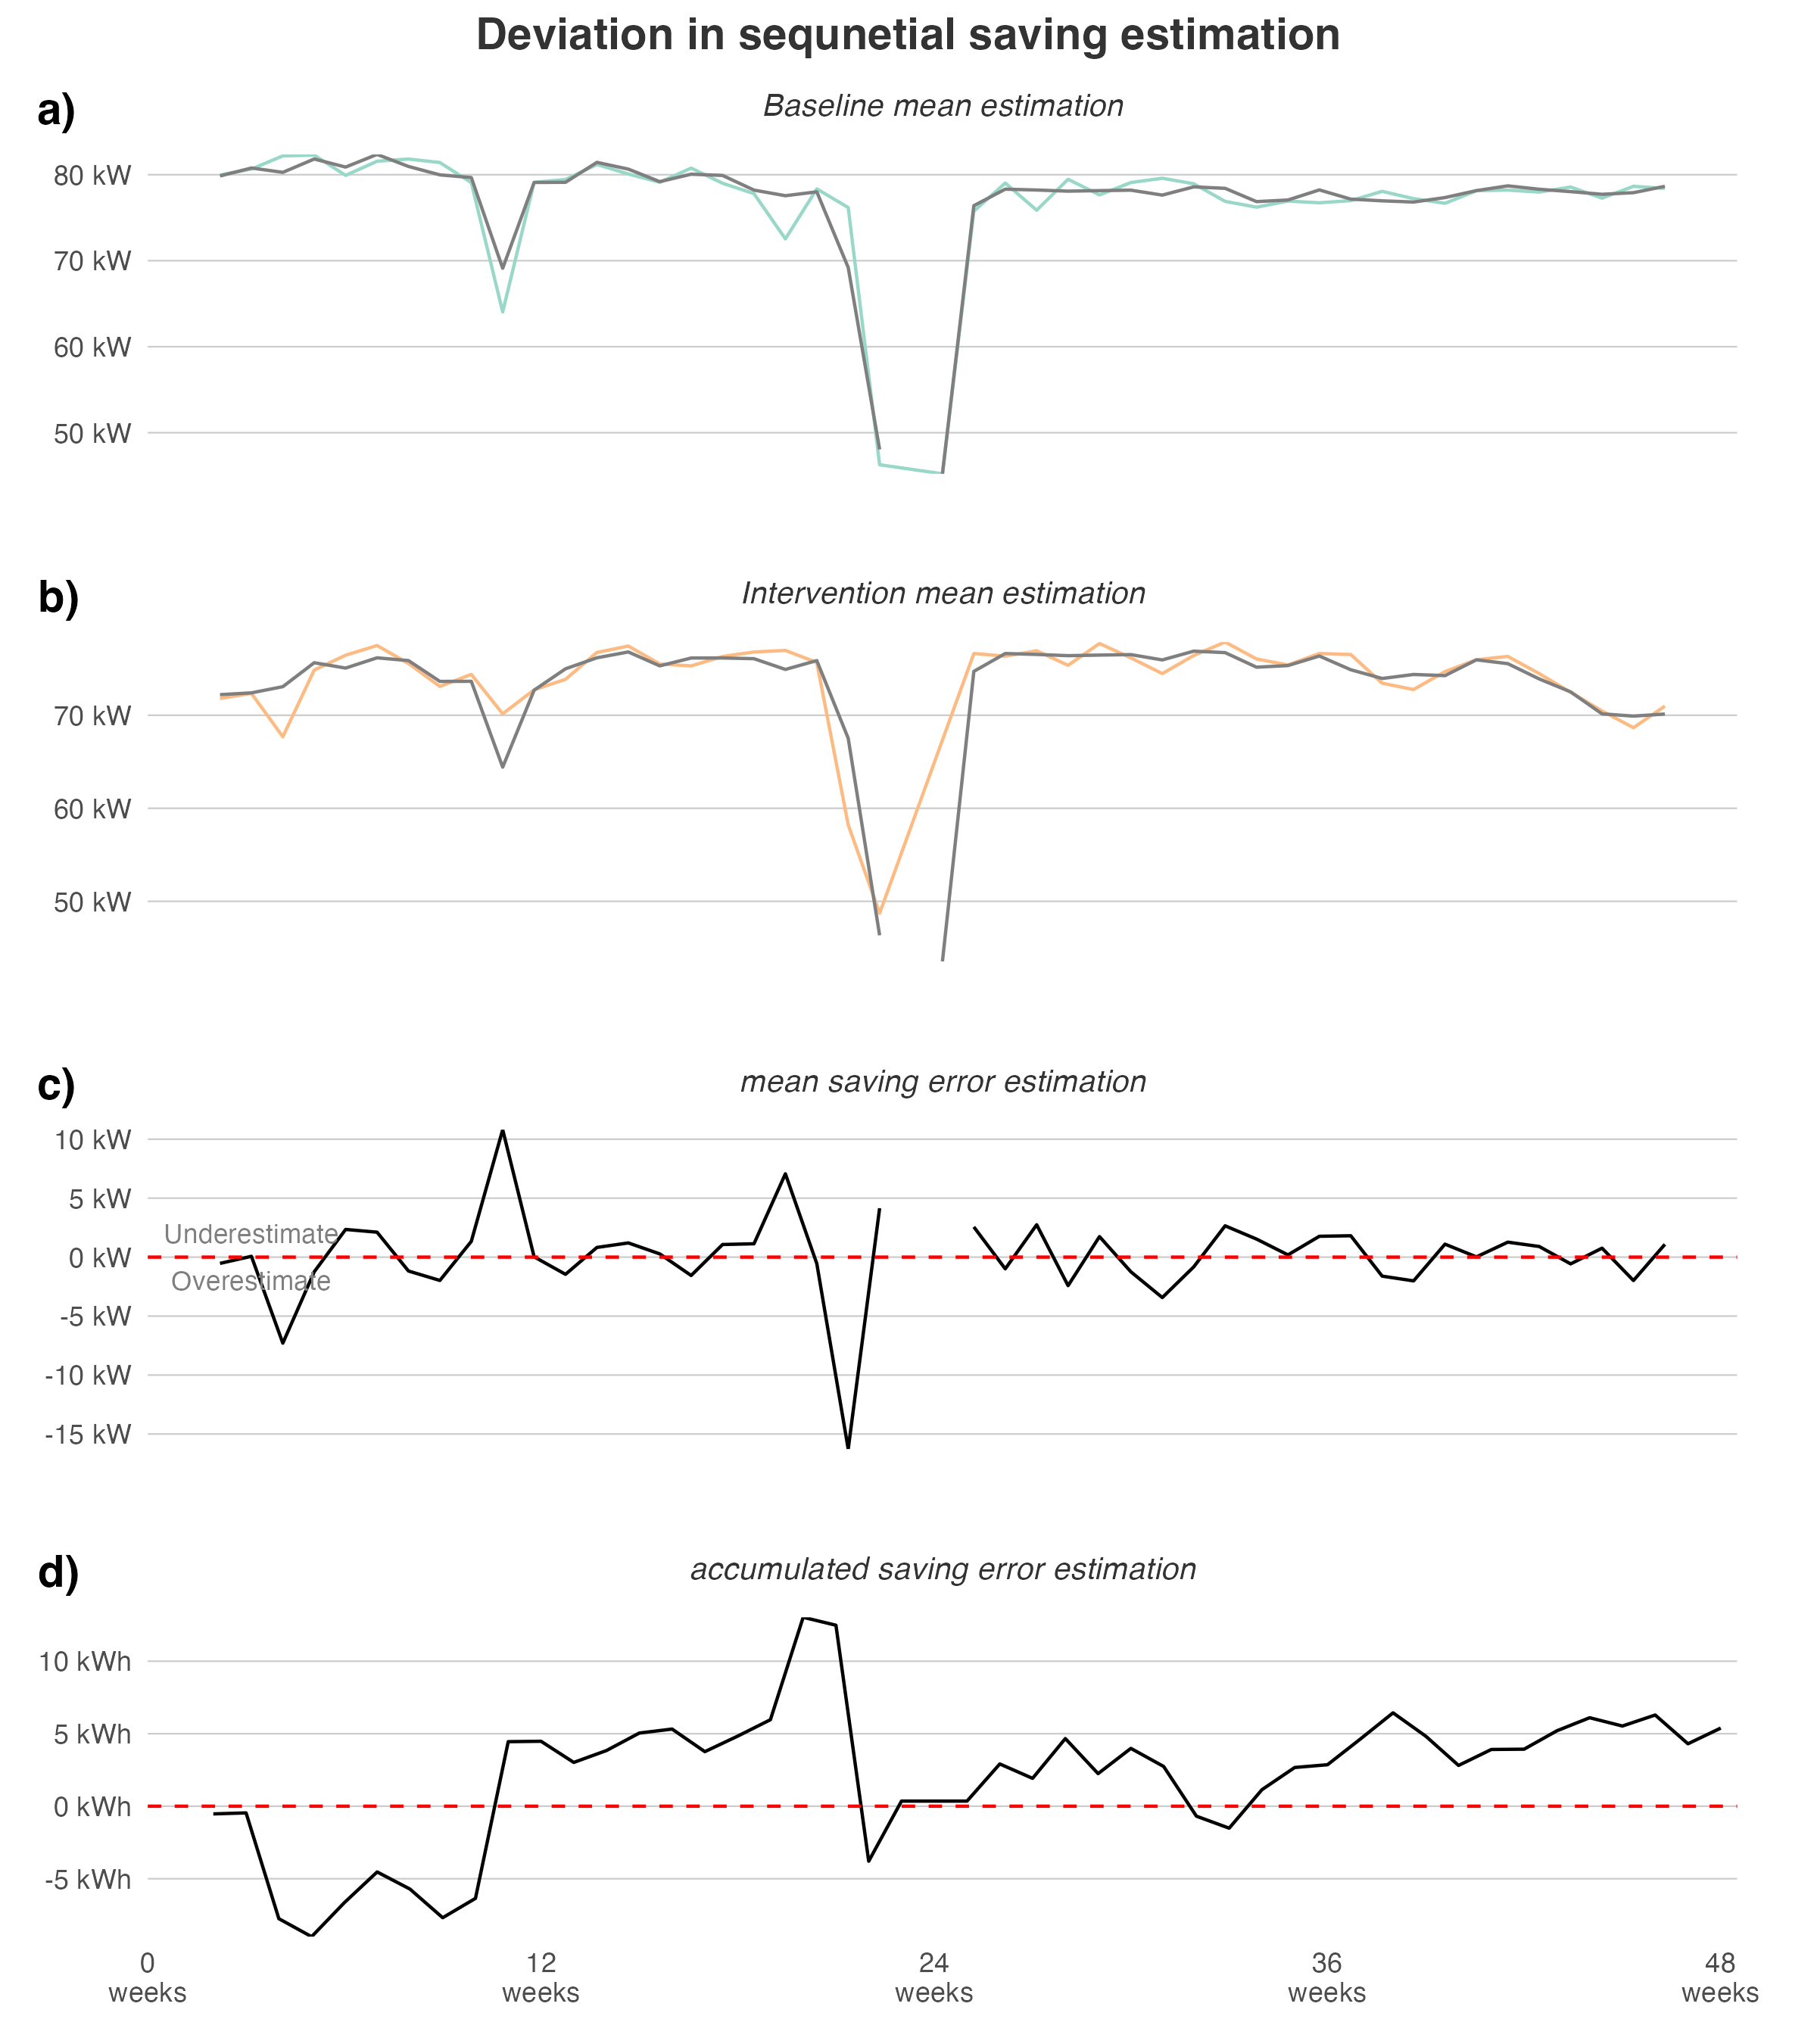 Deviation in sequnetial saving estimation
a)
Baseline mean estimation
80 kW
70 kW
60 kW
50 kW
b)
Intervention mean estimation
70 kW
60 kW
50 kW
c)
mean saving error estimation
10 kW
5 kW
Underestimate
0 kW
Overestimate
-5 kW
-10 kW
-15 kW
d)
accumulated saving error estimation
10 kWh
5 kWh
0 kWh
-5 kWh
0 12 24 36 48
weeks weeks weeks weeks weeks